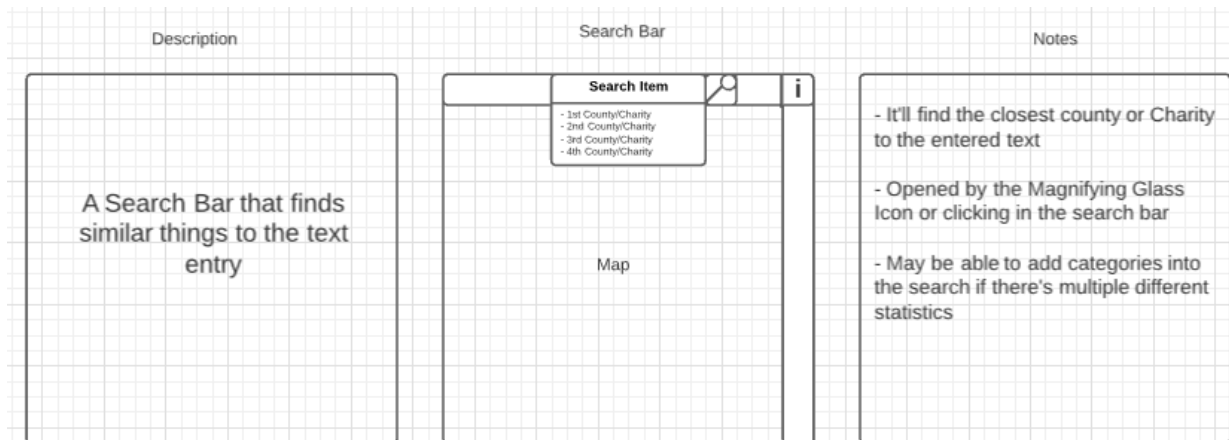 Description
A Search Bar that finds
similar things to the text
entry
Search Bar
Search Item
i
- 1st County/Charity
- 2nd County/Charity
- 3rd County/Charity
- 4th County/Charity
Map
Notes
- It'll find the closest county or Charity
to the entered text
- Opened by the Magnifying Glass
Icon or clicking in the search bar
- May be able to add categories into
the search if there's multiple different
statistics